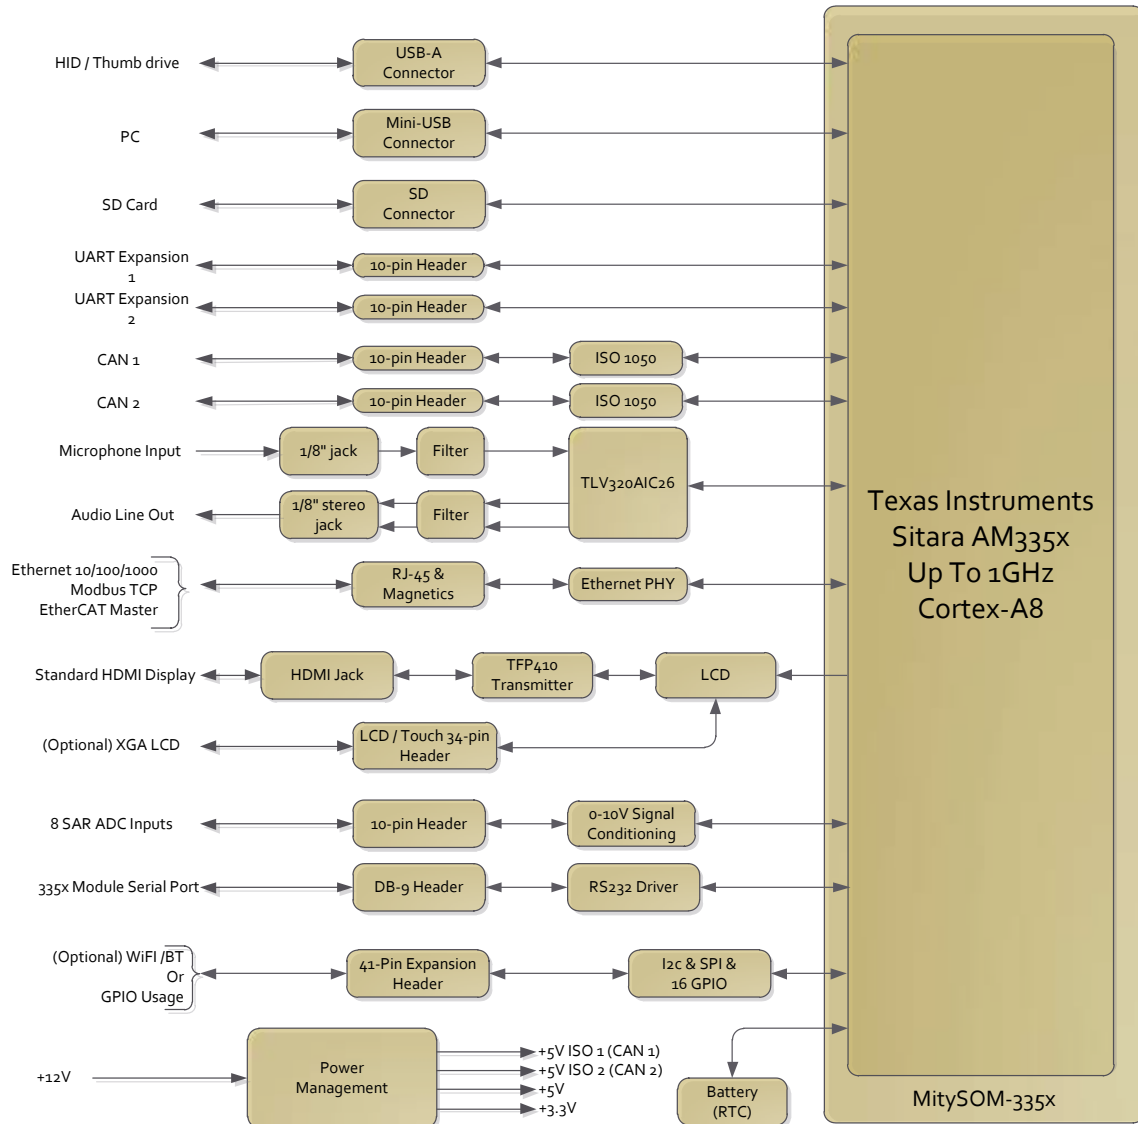 HID / Thumb drive
USB-A
Connector
PC
Mini-USB
Connector
SD Card
SD
Connector
UART Expansion
1
10-pin Header
UART Expansion
2
10-pin Header
CAN 1
10-pin Header
ISO 1050
CAN 2
10-pin Header
ISO 1050
Microphone Input
1/8" jack
Filter
TLV320AIC26
Audio Line Out
1/8" stereo
jack
Filter
Ethernet 10/100/1000
Modbus TCP
EtherCAT Master
RJ-45 &
Magnetics
Ethernet PHY
Standard HDMI Display
HDMI Jack
TFP410
Transmitter
LCD
(Optional) XGA LCD
LCD / Touch 34-pin
Header
8 SAR ADC Inputs
10-pin Header
0-10V Signal
Conditioning
335x Module Serial Port
DB-9 Header
RS232 Driver
(Optional) WiFI /BT
Or
GPIO Usage
41-Pin Expansion
Header
I2c & SPI &
16 GPIO
+12V
Power
Management
+5V ISO 1 (CAN 1)
+5V ISO 2 (CAN 2)
+5V
+3.3V
Battery
(RTC)
Texas Instruments
Sitara AM335x
Up To 1GHz
Cortex-A8
MitySOM-335x